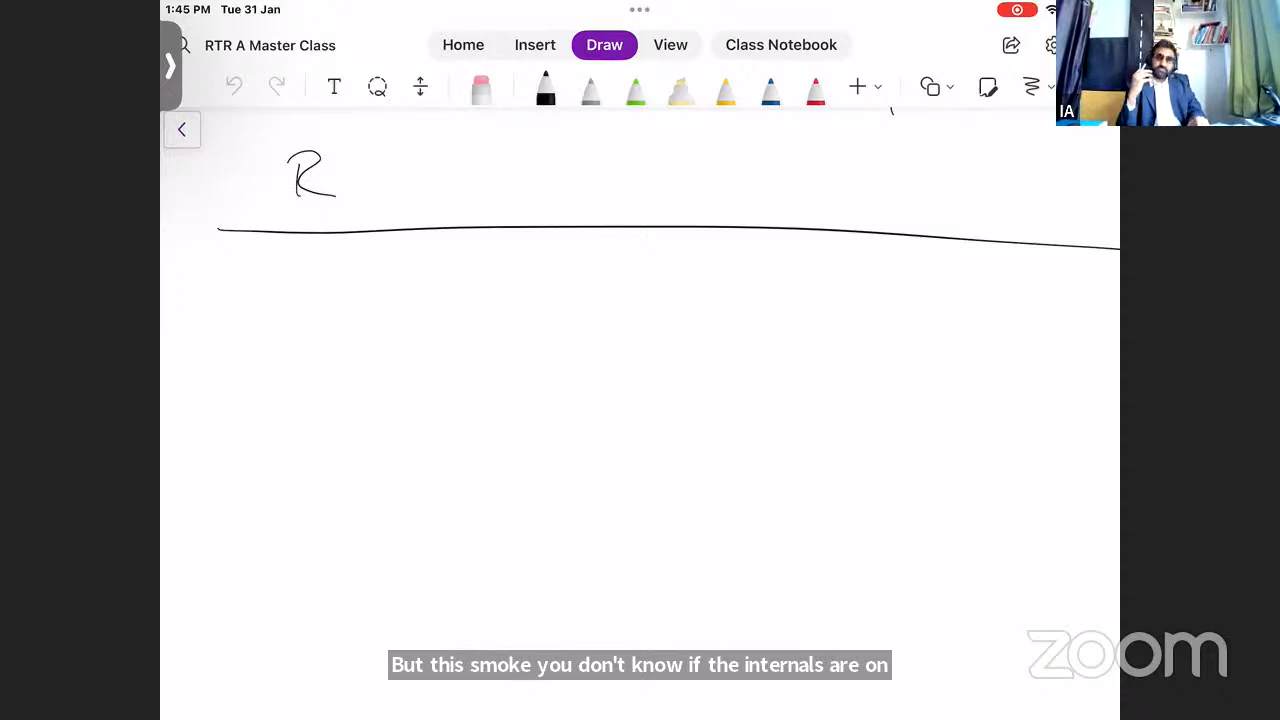 1:45 PM Tue 31 Jan
RTR A Master Class
Home Insert Draw View Class Notebook
T
IA
R
But this smoke you don't know if the internals are on
zoom